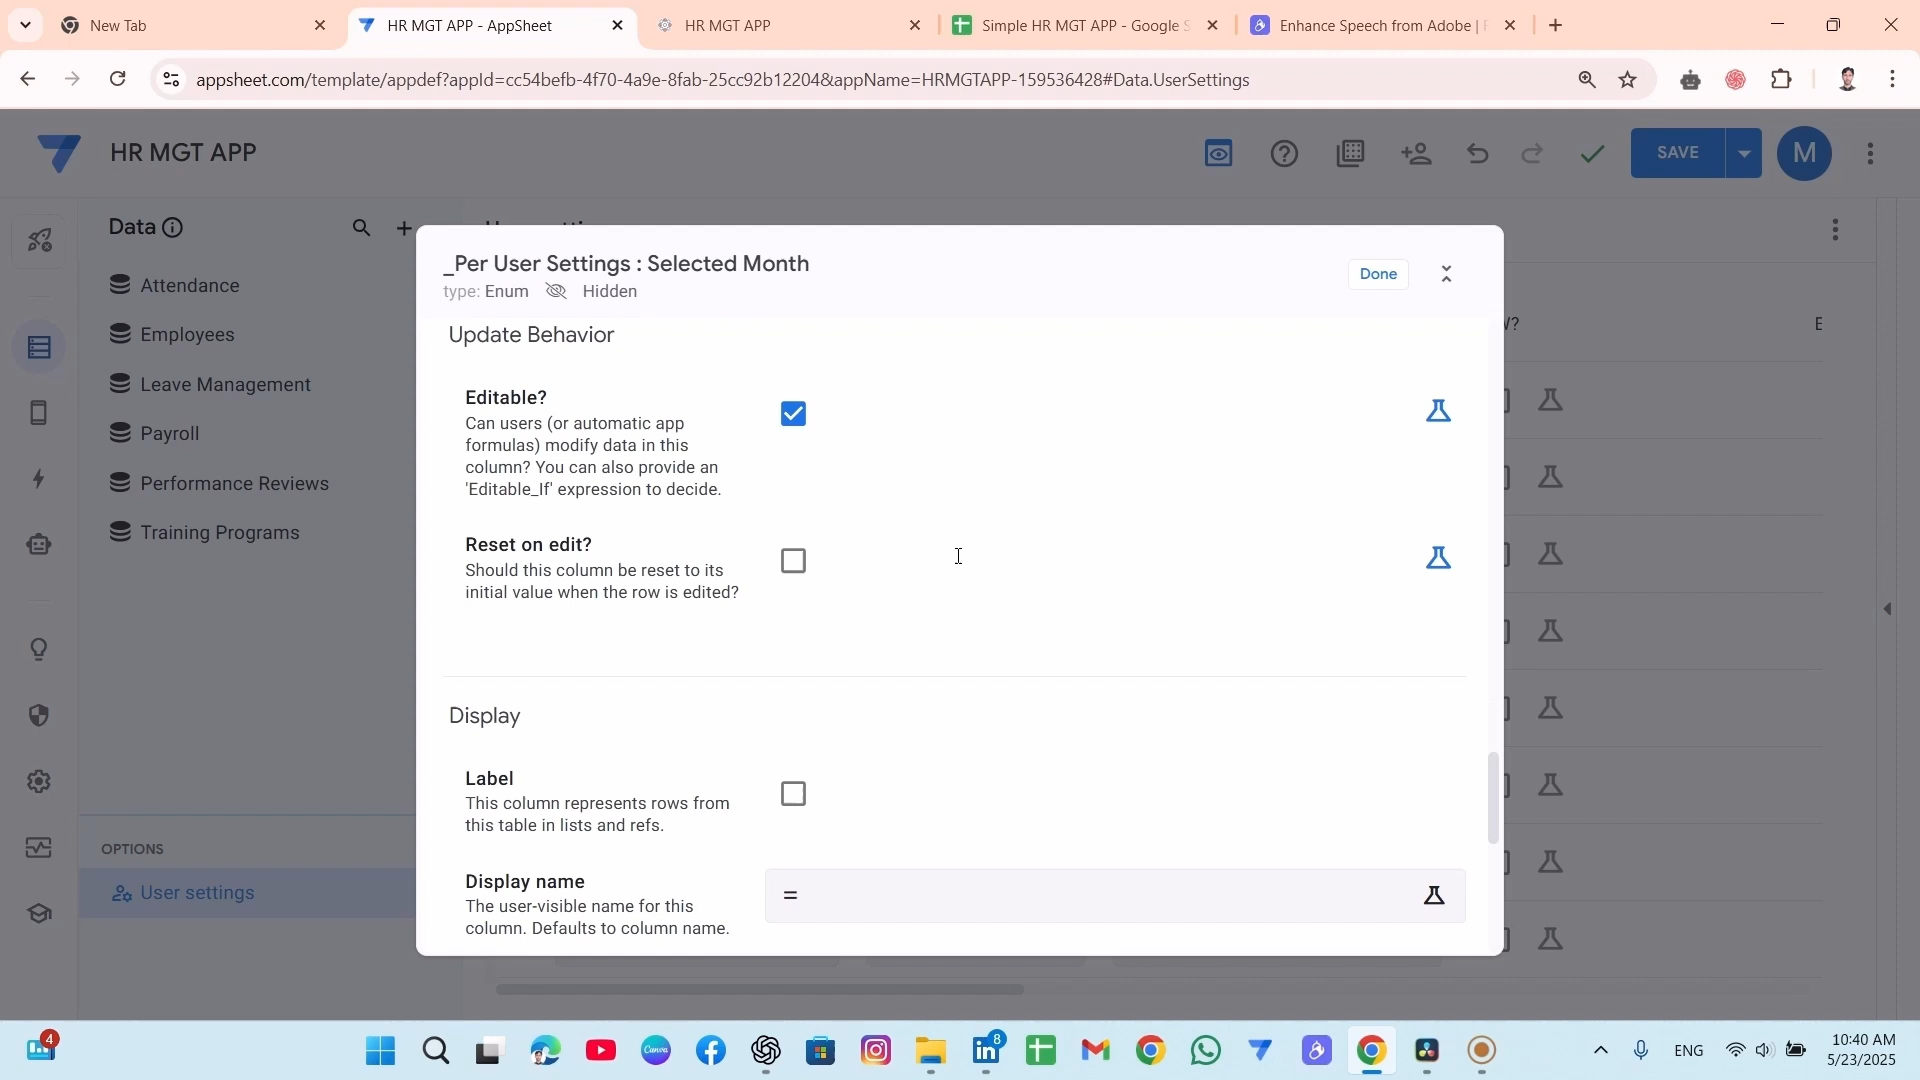 New Tab
HR MGT APP - AppSheet
HR MGT APP
Simple HR MGT APP - Google S
Enhance Speech from Adobe | F
appsheet.com/template/appdef?appId=cc54befb-4f70-4a9e-8fab-25cc92b12204&appName=HRMGTAPP-159536428#Data.UserSettings
HR MGT APP
SAVE
M
Data
Attendance
Employees
Leave Management
Payroll
Performance Reviews
Training Programs
OPTIONS
User settings
_Per User Settings : Selected Month
type: Enum Hidden
Done
Update Behavior
Editable?
Can users (or automatic app
formulas) modify data in this
column? You can also provide an
'Editable_If' expression to decide.
Reset on edit?
Should this column be reset to its
initial value when the row is edited?
Display
Label
This column represents rows from
this table in lists and refs.
Display name
The user-visible name for this
column. Defaults to column name.
=
4
Canva
8
ENG
10:40 AM
5/23/2025